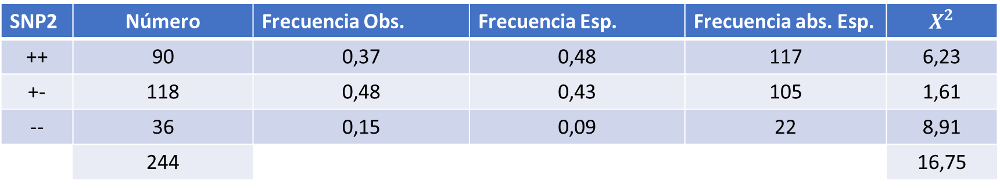 SNP2 Número Frecuencia Obs. Frecuencia Esp. Frecuencia abs. Esp. X²
++ 90 0,37 0,48 117 6,23
+- 118 0,48 0,43 105 1,61
-- 36 0,15 0,09 22 8,91
244 16,75